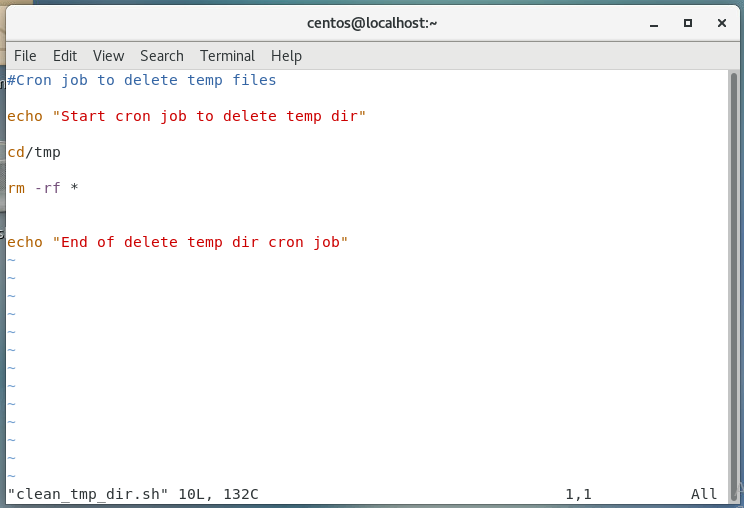 centos@localhost:~
File Edit View Search Terminal Help
#Cron job to delete temp files
echo "Start cron job to delete temp dir"
cd/tmp
rm -rf *
echo "End of delete temp dir cron job"
~
~
~
~
~
~
~
~
~
~
~
~
~
"clean_tmp_dir.sh" 10L, 132C 1,1 All